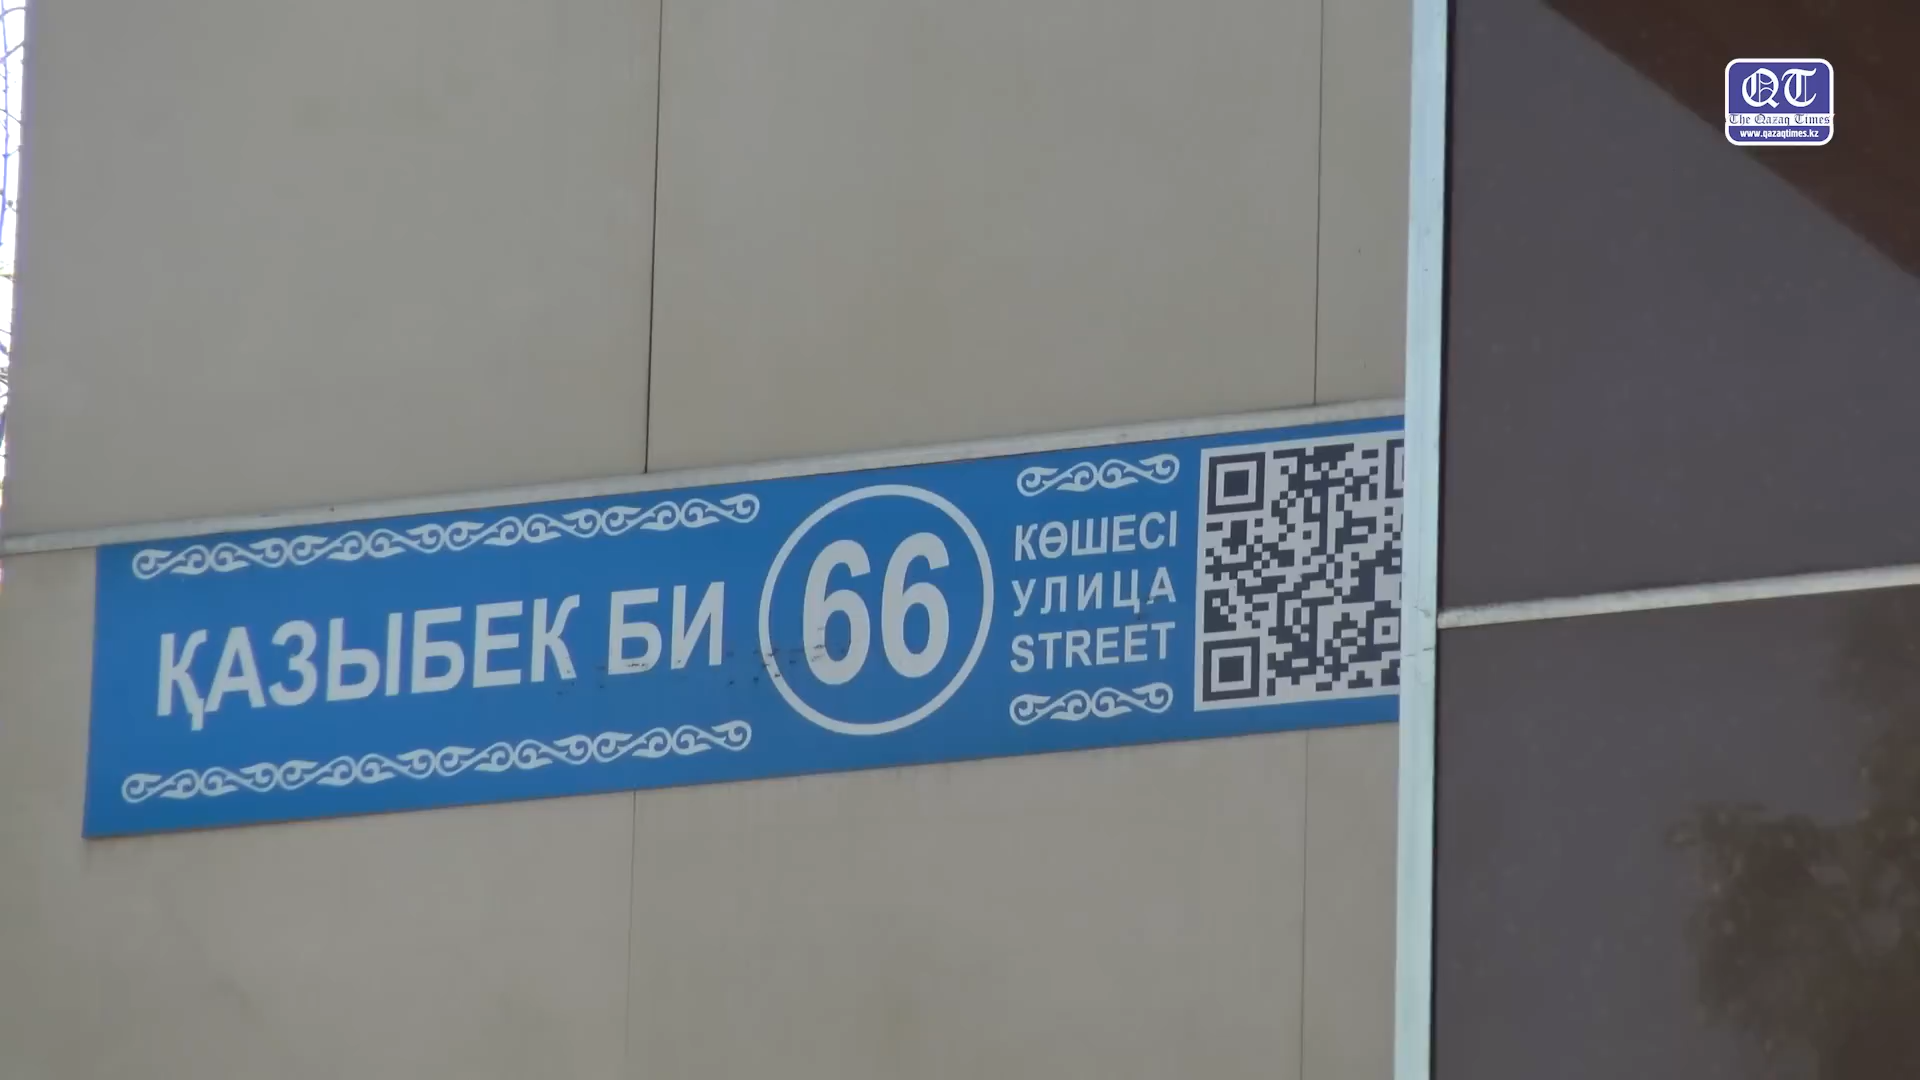 QT
The Qazaq Times
www.qazaqtimes.kz
ҚАЗЫБЕК БИ
66
КӨШЕСІ
УЛИЦА
STREET